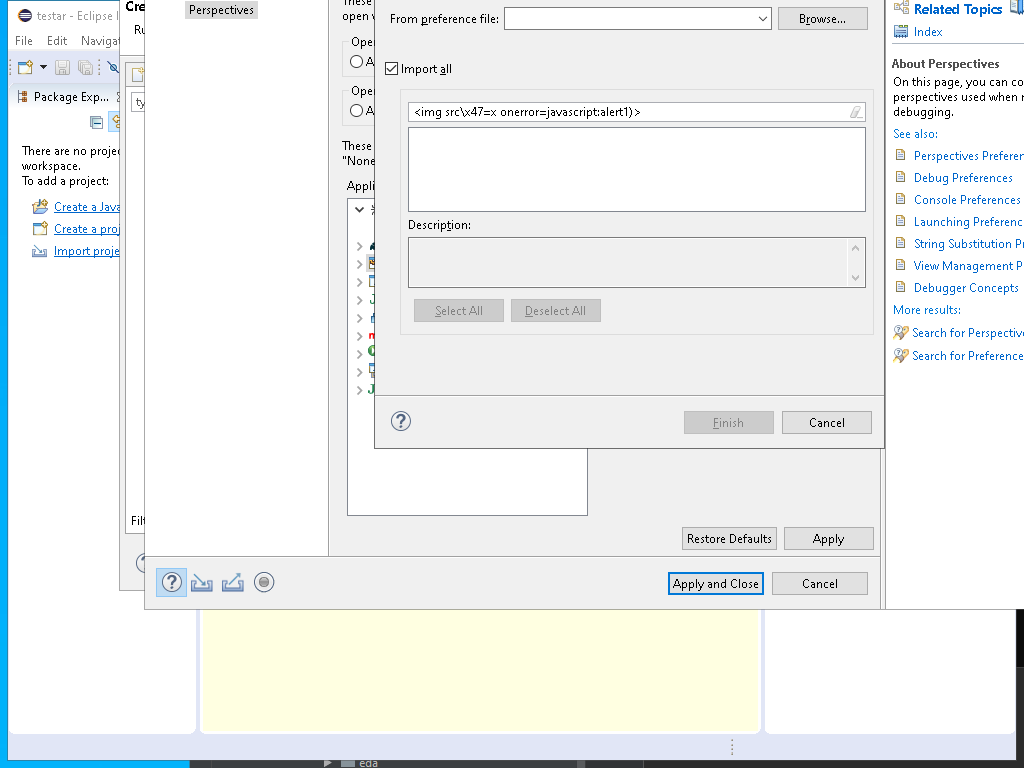 testar - Eclipse I
File Edit Navigat
Package Exp...
There are no projec
workspace.
To add a project:
Create a Java
Create a proj
Import proje
Cre
Ru
ty
Filt
Perspectives
These
open v
Ope
A
Ope
A
These
"None
Appli
From preference file:
Browse...
Import all
<img src\x47=x onerror=javascript:alert1)>
Description:
Select All
Deselect All
Finish
Cancel
Restore Defaults
Apply
Apply and Close
Cancel
Related Topics
Index
About Perspectives
On this page, you can co
perspectives used when r
debugging.
See also:
Perspectives Preferen
Debug Preferences
Console Preferences
Launching Preferenc
String Substitution Pr
View Management P
Debugger Concepts
More results:
Search for Perspective
Search for Preference
eda